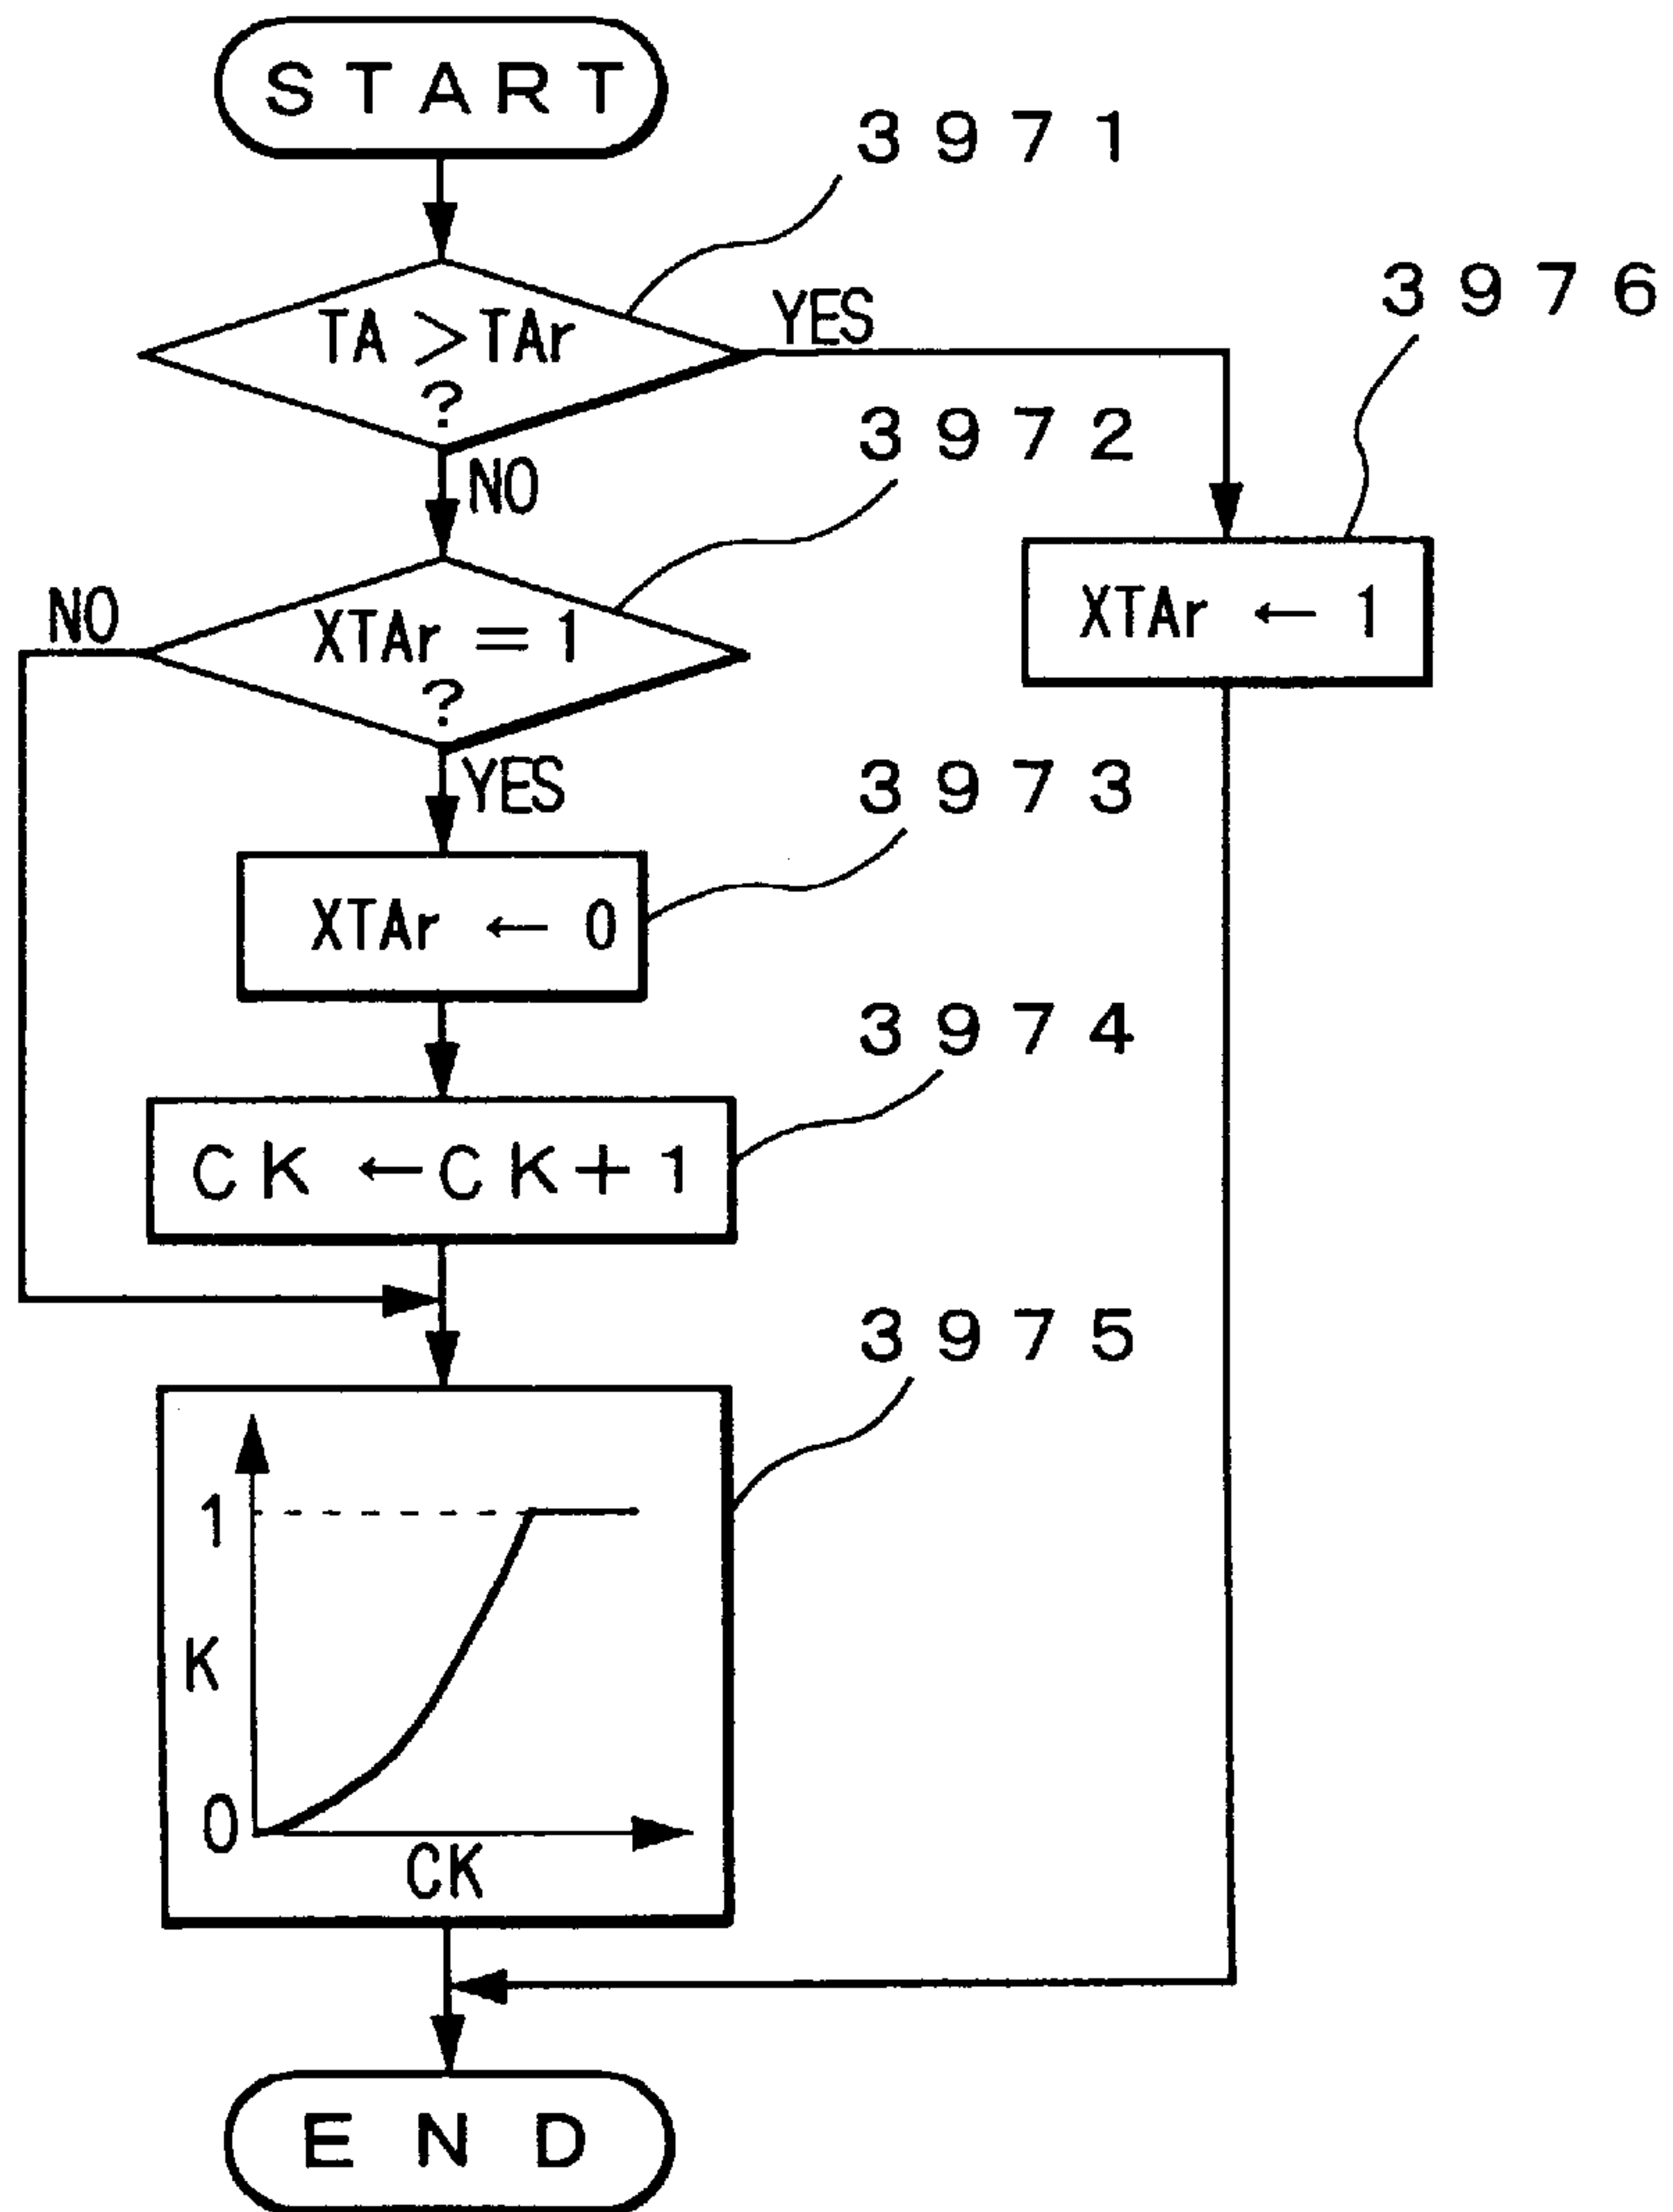 START
3971
3976
TA > TAr
?
YES
3972
NO
XTAr ← 1
NO
XTAr = 1
?
YES
3973
XTAr ← 0
3974
CK ← CK + 1
3975
1
K
0
CK
END